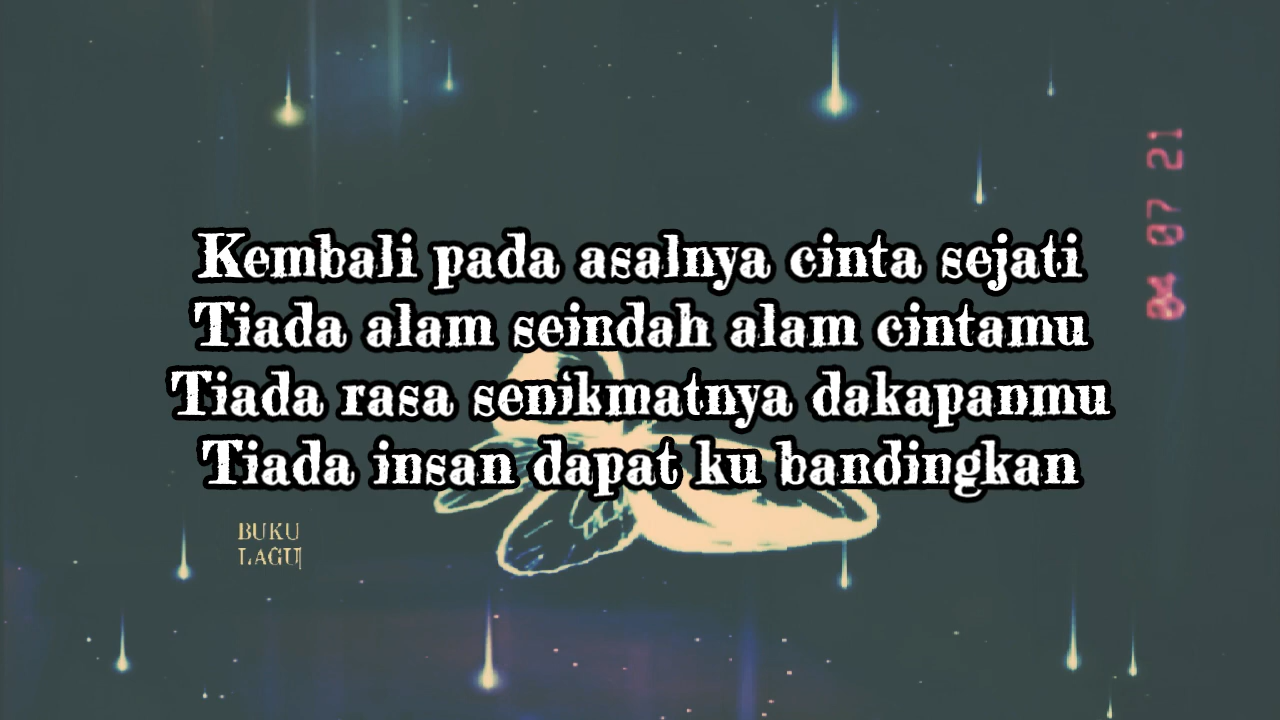 Kembali pada asalnya cinta sejati
Tiada alam seindah alam cintamu
Tiada rasa senikmatnya dakapanmu
Tiada insan dapat ku bandingkan
BUKU
LAGU
84 07 21